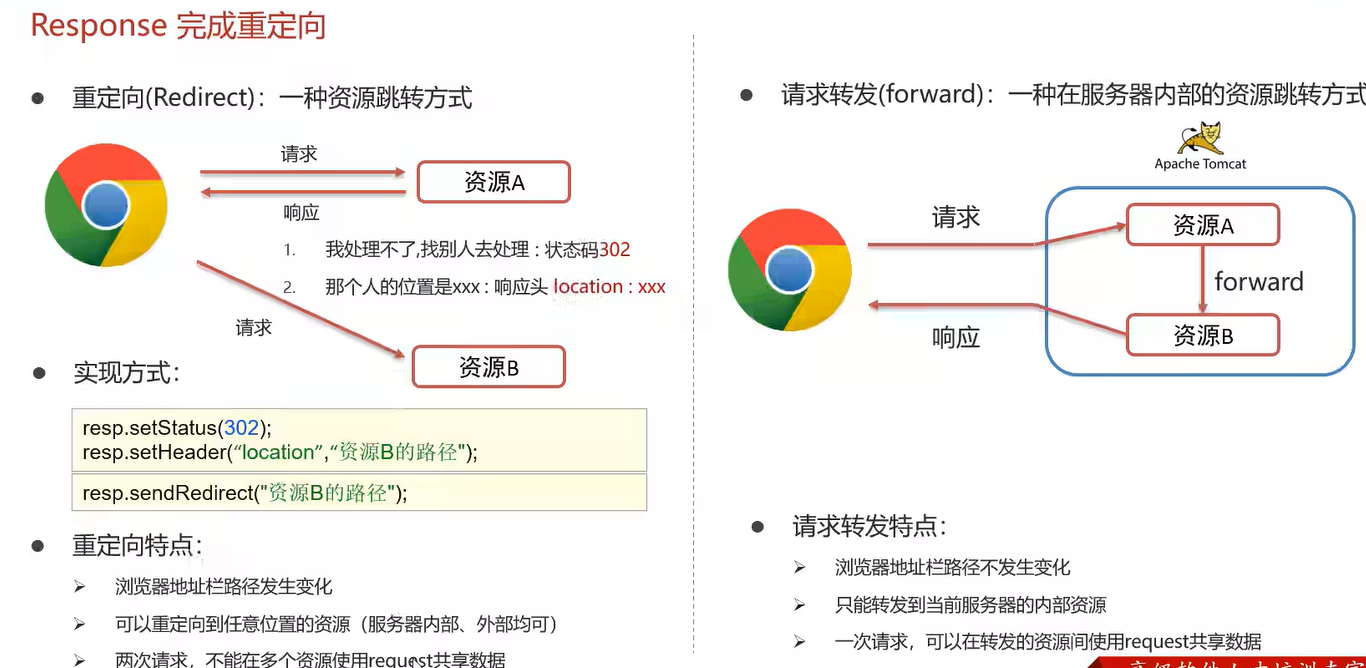 Response 完成重定向
● 重定向(Redirect)：一种资源跳转方式
请求
资源A
响应
1. 我处理不了,找别人去处理 : 状态码302
2. 那个人的位置是xxx : 响应头 location : xxx
请求
资源B
● 实现方式：
resp.setStatus(302);
resp.setHeader(“location”,“资源B的路径");
resp.sendRedirect("资源B的路径");
● 重定向特点：
➢ 浏览器地址栏路径发生变化
➢ 可以重定向到任意位置的资源（服务器内部、外部均可）
➢ 两次请求，不能在多个资源使用request共享数据
● 请求转发(forward)：一种在服务器内部的资源跳转方式
Apache Tomcat
请求
资源A
forward
资源B
响应
● 请求转发特点：
➢ 浏览器地址栏路径不发生变化
➢ 只能转发到当前服务器的内部资源
➢ 一次请求，可以在转发的资源间使用request共享数据